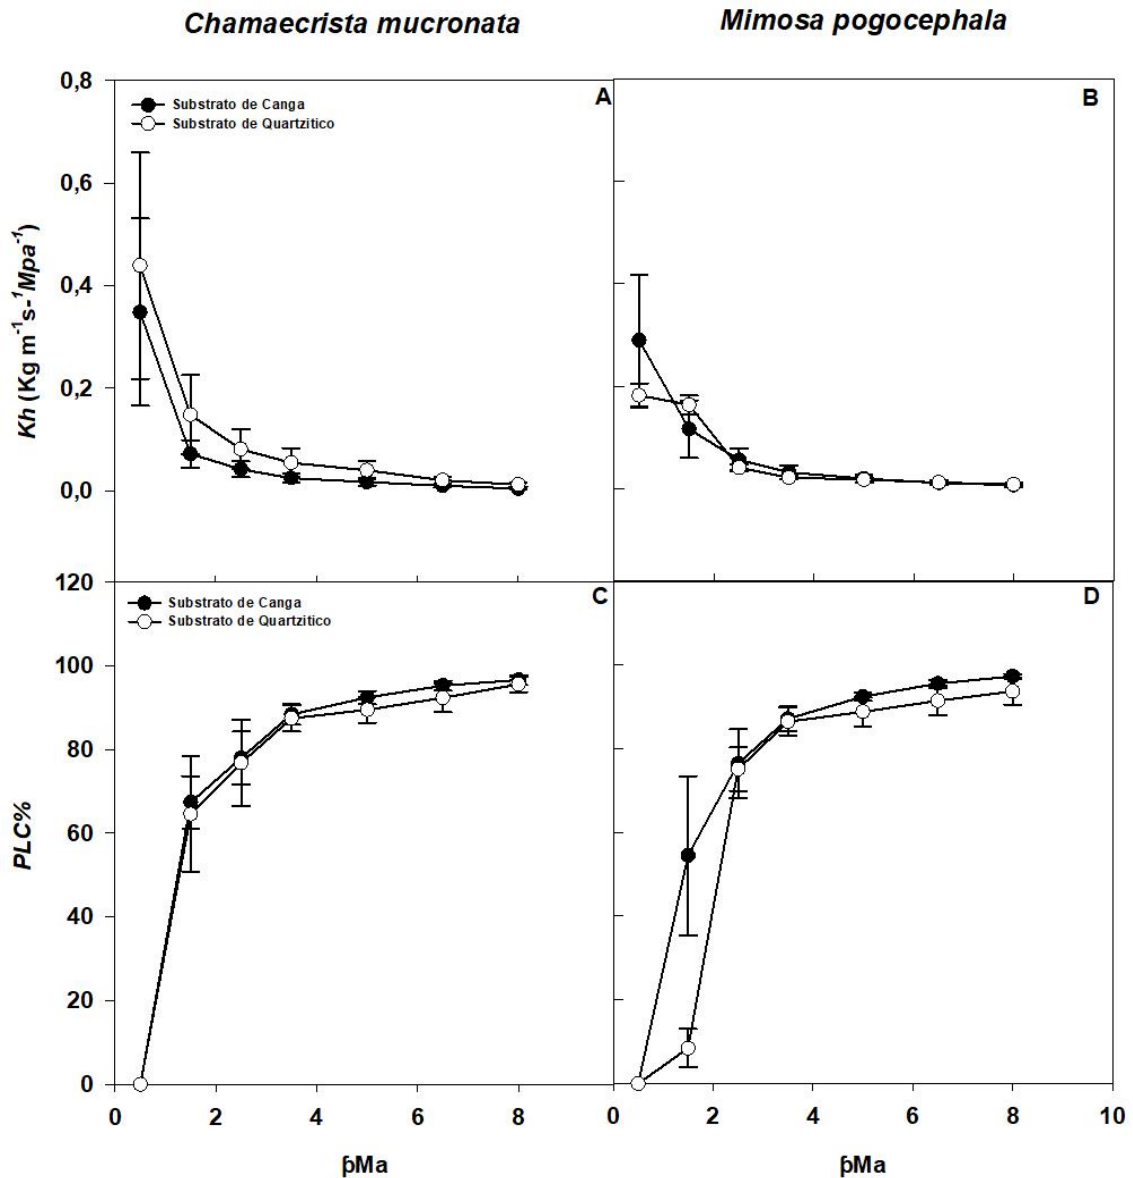 Chamaecrista mucronata
Mimosa pogocephala
0,8
0,6
0,4
0,2
0,0
Kh (Kg m⁻¹s-¹Mpa⁻¹)
Substrato de Canga
Substrato de Quartzitico
A
B
120
100
80
60
40
20
0
PLC%
Substrato de Canga
Substrato de Quartzitico
C
D
0 2 4 6 8
0 2 4 6 8 10